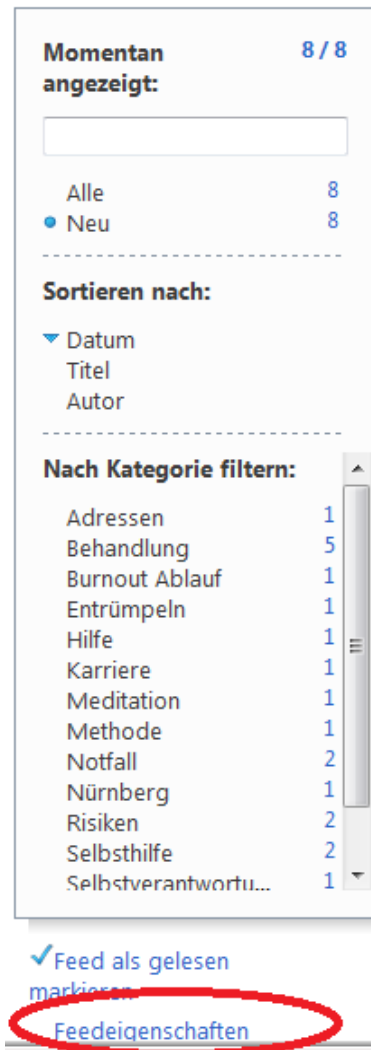 Momentan 8 / 8
angezeigt:
Alle 8
Neu 8
Sortieren nach:
Datum
Titel
Autor
Nach Kategorie filtern:
Adressen 1
Behandlung 5
Burnout Ablauf 1
Entrümpeln 1
Hilfe 1
Karriere 1
Meditation 1
Methode 1
Notfall 2
Nürnberg 1
Risiken 2
Selbsthilfe 2
Selbstverantwortu... 1
Feed als gelesen
markieren
Feedeigenschaften